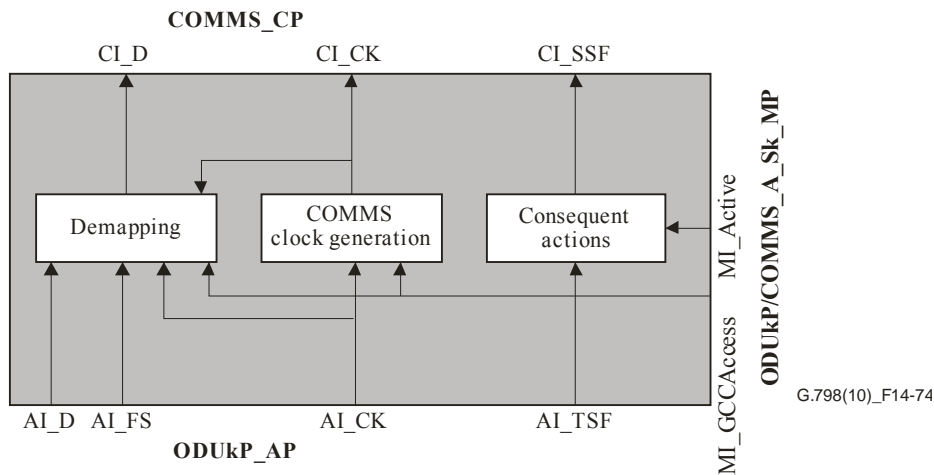 COMMS_CP
CI_D CI_CK CI_SSF
Demapping
COMMS
clock generation
Consequent
actions
MI_Active
MI_GCCAccess
ODUkP/COMMS_A_Sk_MP
AI_D AI_FS AI_CK AI_TSF
ODUkP_AP
G.798(10)_F14-74